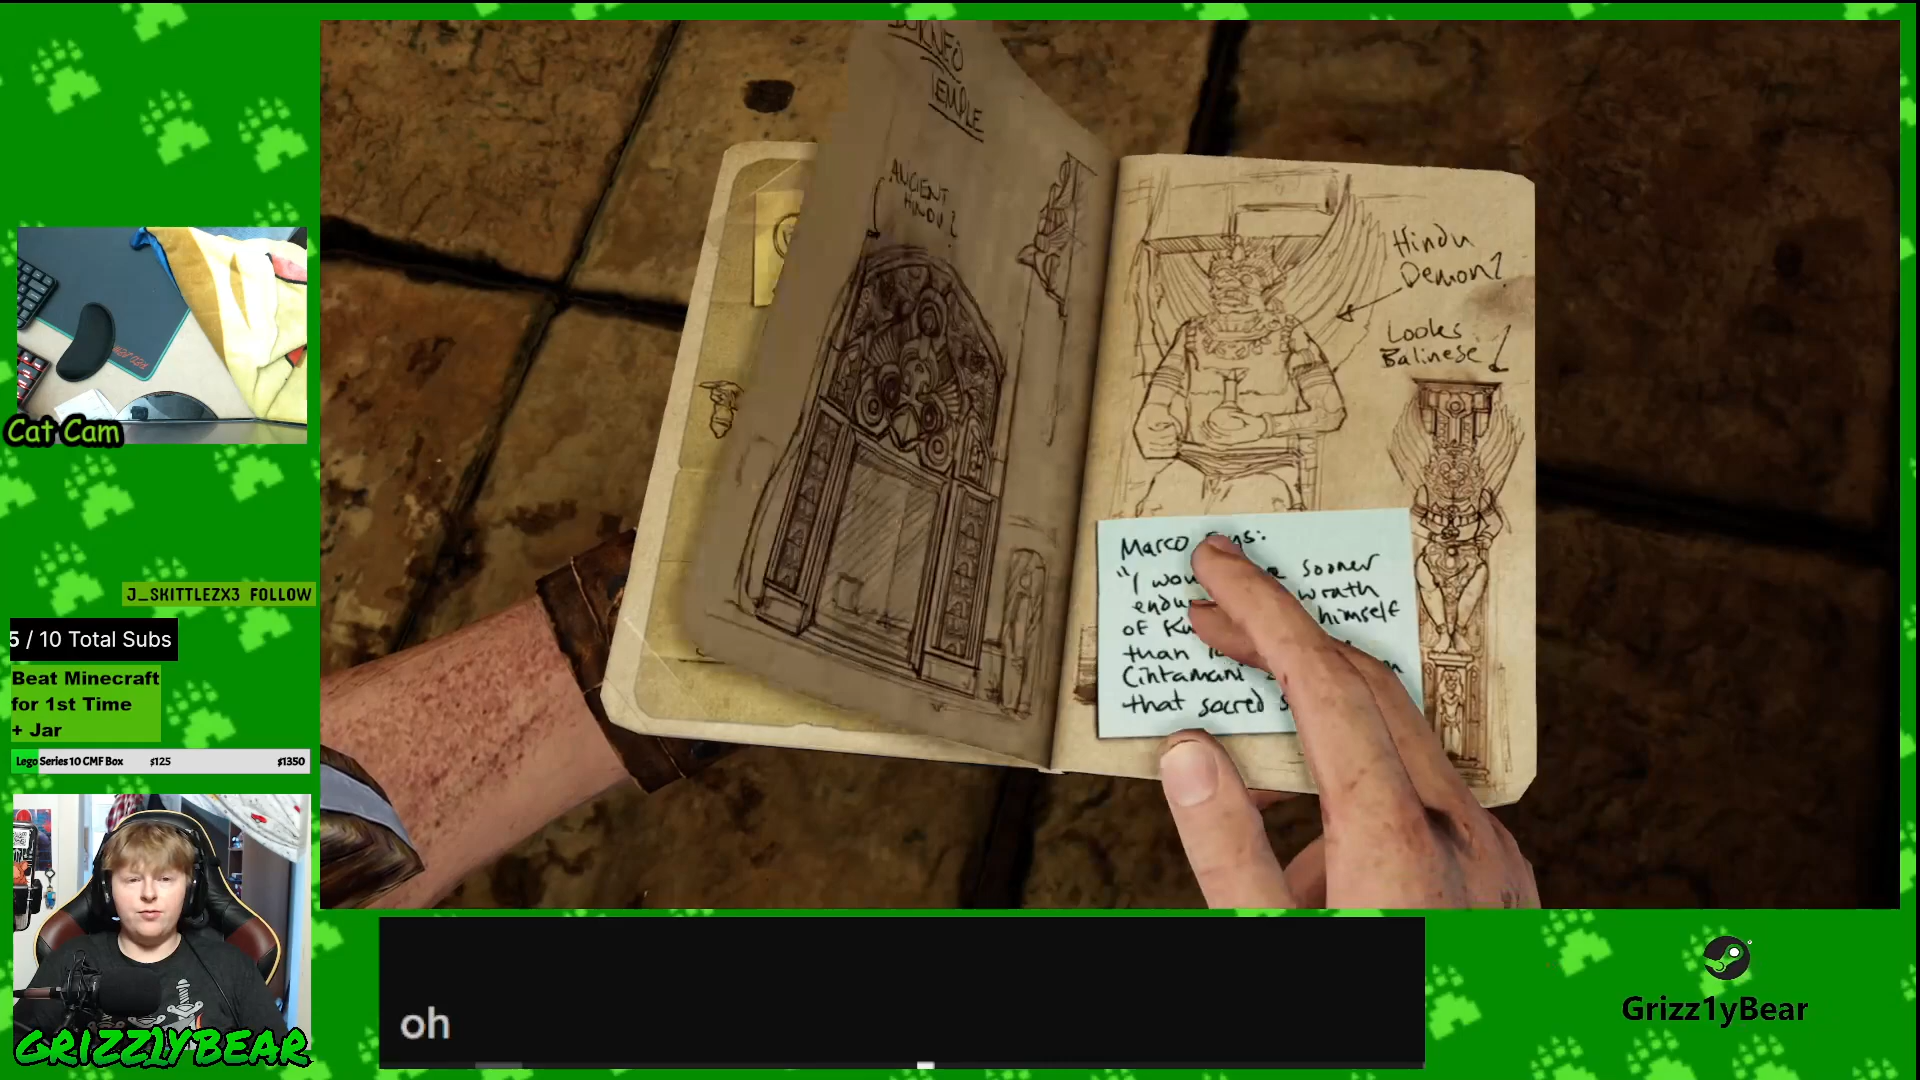 BORNEO
TEMPLE
ANCIENT
HINDU?
Hindu
Demon?
Looks
Balinese
Marco
"I sooner
wrath
of himself
than
Cintamani
that sacred
Cat Cam
J_SKITTLEZX3 FOLLOW
5 / 10 Total Subs
Beat Minecraft
for 1st Time
+ Jar
Lego Series 10 CMF Box $125 $1350
GRIZZ1YBEAR
oh
Grizz1yBear